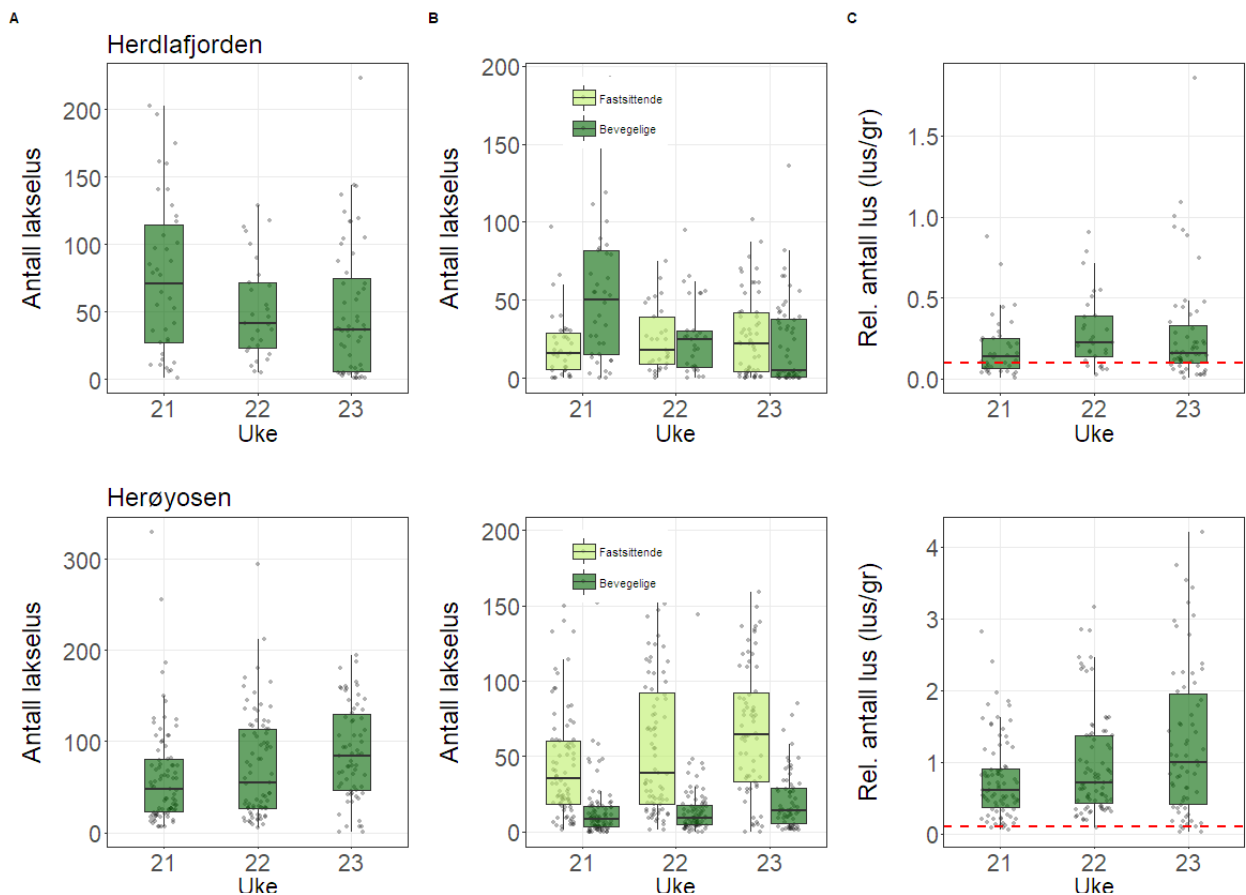 A
B
C
Herdlafjorden
Antall lakselus
200
150
100
50
0
21
22
23
Uke
Antall lakselus
200
150
100
50
0
Fastsittende
Bevegelige
21
22
23
Uke
Rel. antall lus (lus/gr)
1.5
1.0
0.5
0.0
21
22
23
Uke
Herøyosen
Antall lakselus
300
200
100
0
21
22
23
Uke
Antall lakselus
200
150
100
50
0
Fastsittende
Bevegelige
21
22
23
Uke
Rel. antall lus (lus/gr)
4
3
2
1
0
21
22
23
Uke